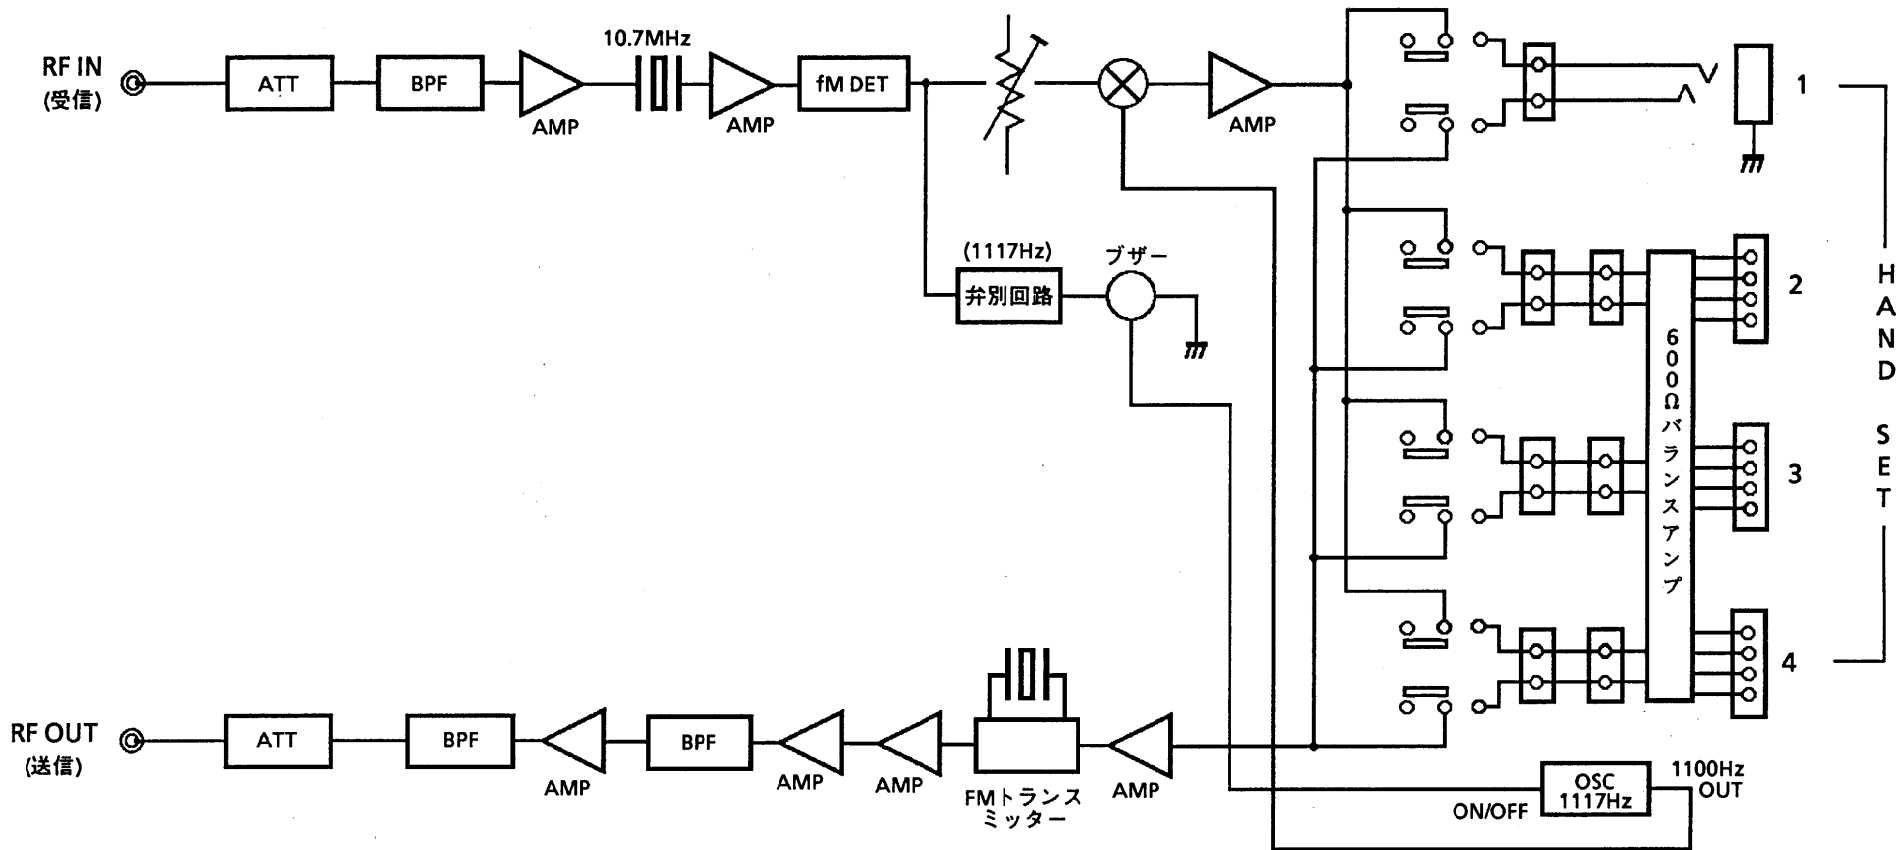 RF IN
(受信)
ATT
BPF
AMP
10.7MHz
AMP
fM DET
AMP
1
(1117Hz)
弁別回路
ブザー
600Ωバランスアンプ
2
3
4
HAND SET
RF OUT
(送信)
ATT
BPF
AMP
BPF
AMP
AMP
FMトランス
ミッター
AMP
ON/OFF
OSC
1117Hz
1100Hz
OUT